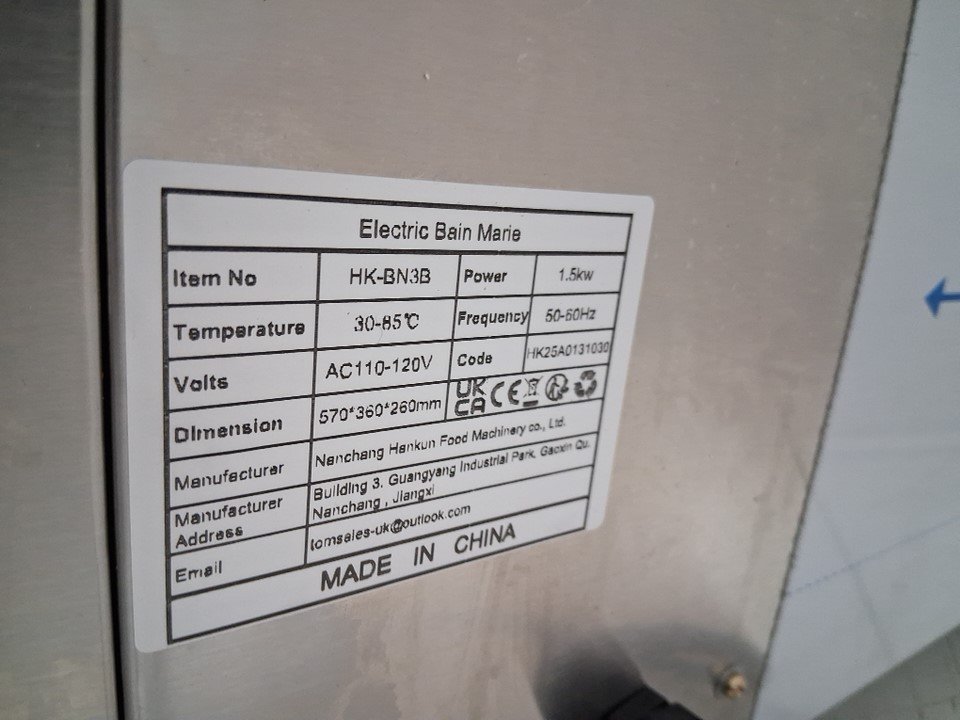 Electric Bain Marie
Item No HK-BN3B Power 1.5kw
Temperature 30-85℃ Frequency 50-60Hz
Volts AC110-120V Code HK25A0131030
Dimension 570*360*260mm UK CA CE
Manufacturer Nanchang Hankun Food Machinery co., Ltd.
Manufacturer Address Building 3, Guangyang Industrial Park, Gaoxin Qu.
Nanchang , Jiangxi
Email tomsales-uk@outlook.com
MADE IN CHINA